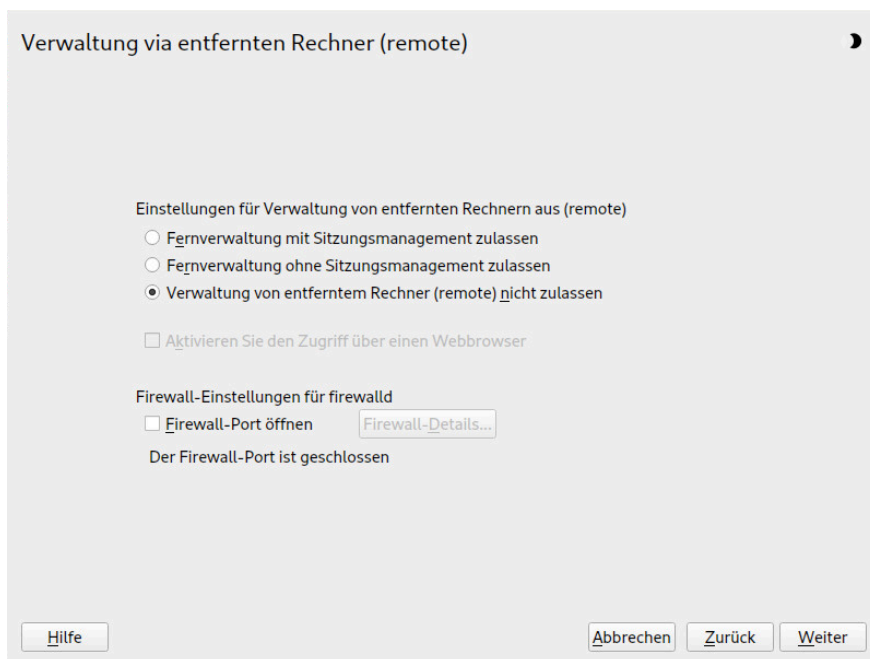 Verwaltung via entfernten Rechner (remote)
Einstellungen für Verwaltung von entfernten Rechnern aus (remote)
Fernverwaltung mit Sitzungsmanagement zulassen
Fernverwaltung ohne Sitzungsmanagement zulassen
Verwaltung von entferntem Rechner (remote) nicht zulassen
Aktivieren Sie den Zugriff über einen Webbrowser
Firewall-Einstellungen für firewalld
Firewall-Port öffnen Firewall-Details...
Der Firewall-Port ist geschlossen
Hilfe Abbrechen Zurück Weiter